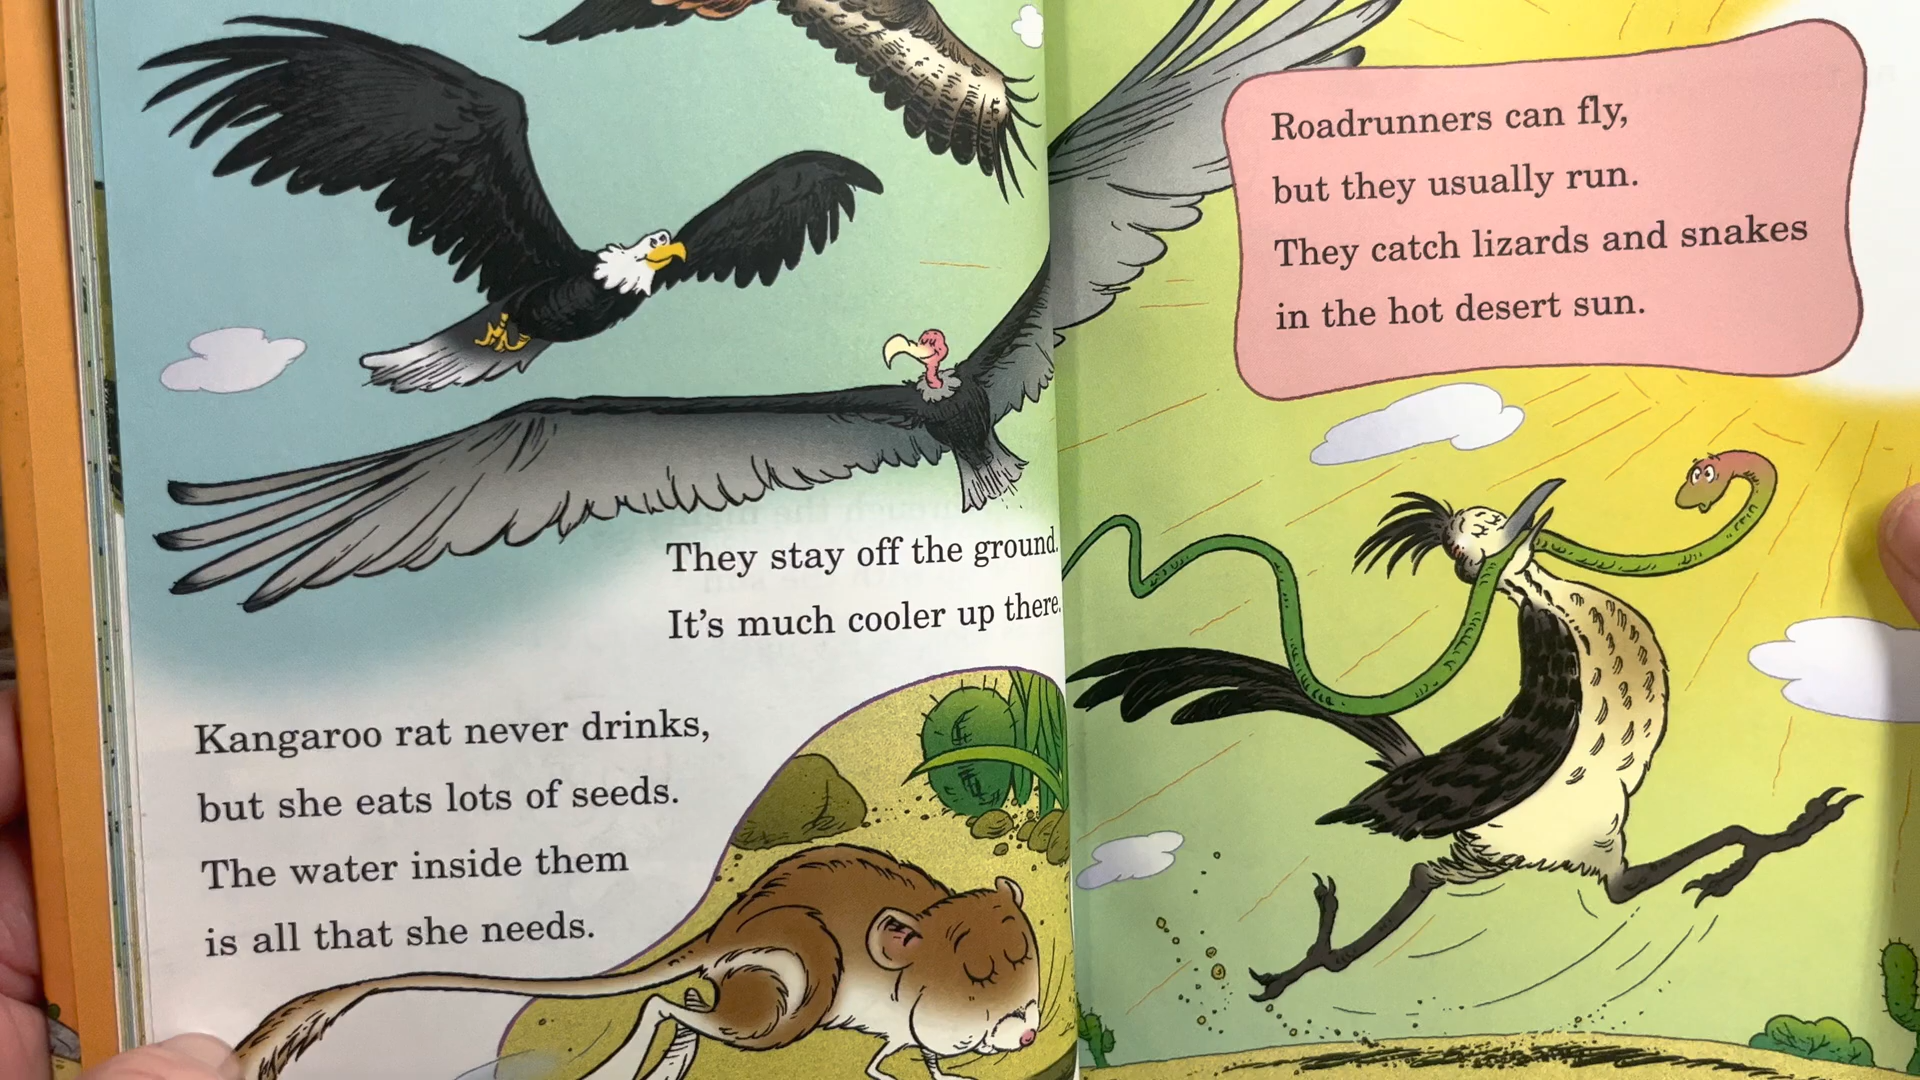 They stay off the ground.
It's much cooler up there.
Kangaroo rat never drinks,
but she eats lots of seeds.
The water inside them
is all that she needs.
Roadrunners can fly,
but they usually run.
They catch lizards and snakes
in the hot desert sun.